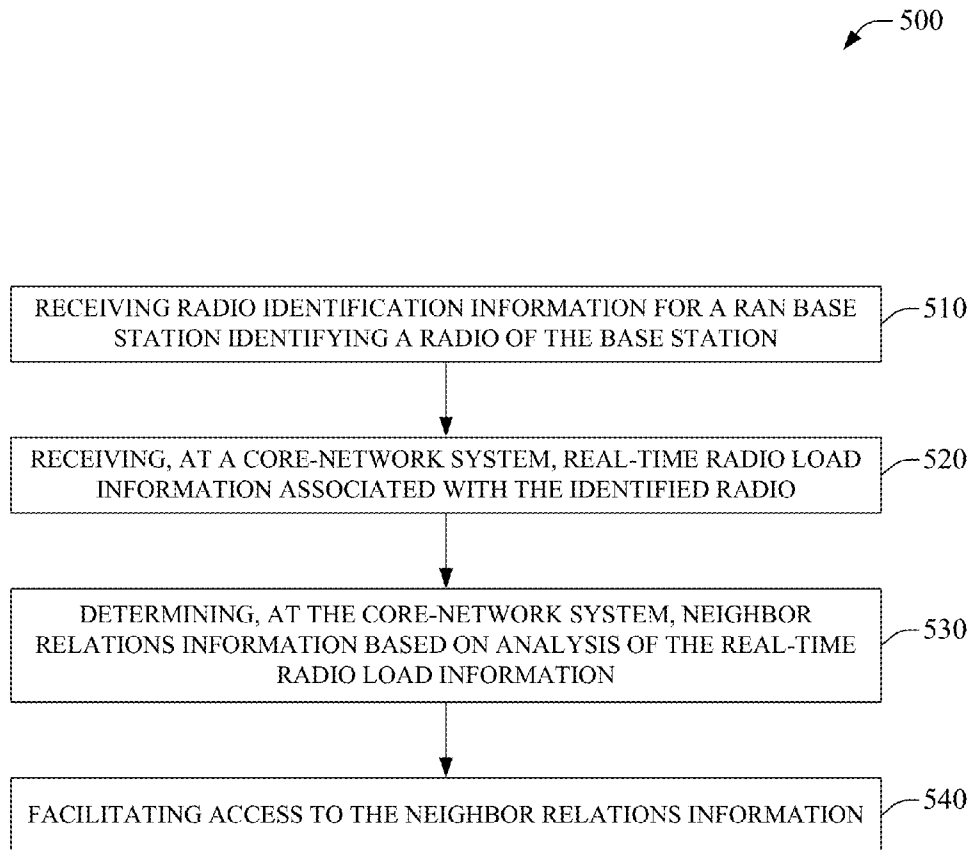 500
RECEIVING RADIO IDENTIFICATION INFORMATION FOR A RAN BASE
STATION IDENTIFYING A RADIO OF THE BASE STATION
510
RECEIVING, AT A CORE-NETWORK SYSTEM, REAL-TIME RADIO LOAD
INFORMATION ASSOCIATED WITH THE IDENTIFIED RADIO
520
DETERMINING, AT THE CORE-NETWORK SYSTEM, NEIGHBOR
RELATIONS INFORMATION BASED ON ANALYSIS OF THE REAL-TIME
RADIO LOAD INFORMATION
530
FACILITATING ACCESS TO THE NEIGHBOR RELATIONS INFORMATION
540